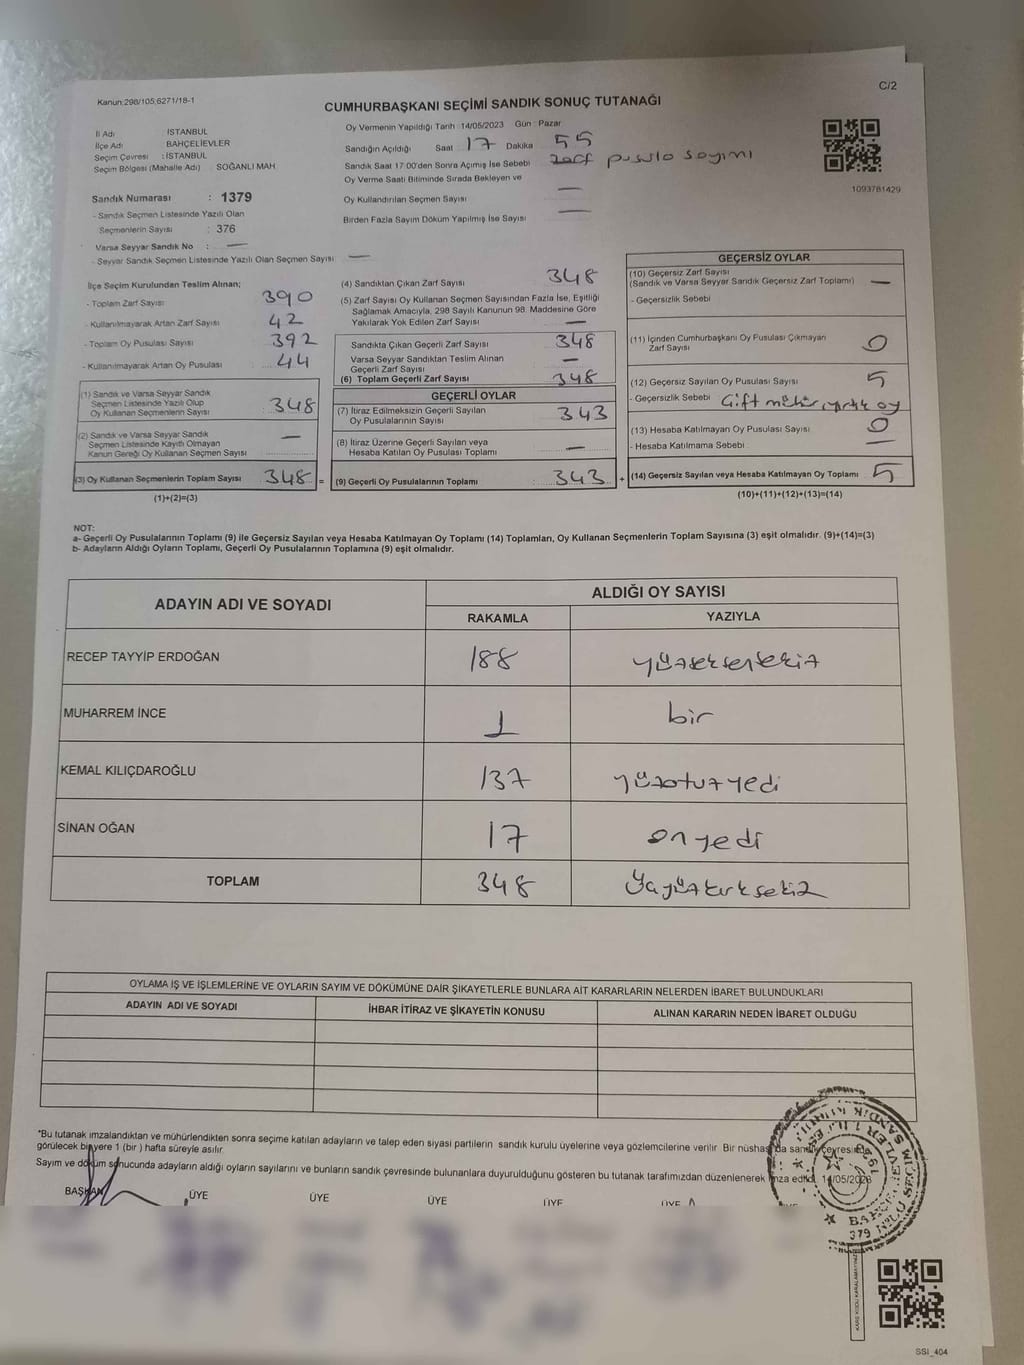 Kanun:298/105,6271/18-1
C/2
CUMHURBAŞKANI SEÇİMİ SANDIK SONUÇ TUTANAĞI
İl Adı : İSTANBUL
İlçe Adı : BAHÇELİEVLER
Seçim Çevresi : İSTANBUL
Seçim Bölgesi (Mahalle Adı) : SOĞANLI MAH.
Oy Vermenin Yapıldığı Tarih :14/05/2023 Gün : Pazar
Sandığın Açıldığı Saat 17 Dakika 55
Sandık Saat 17:00'den Sonra Açımış İse Sebebi zarf pusula sayımı
Oy Verme Saati Bitiminde Sırada Bekleyen ve
Oy Kullandırılan Seçmen Sayısı —
Birden Fazla Sayım Döküm Yapılmış İse Sayısı —
1093781429
Sandık Numarası : 1379
- Sandık Seçmen Listesinde Yazılı Olan
Seçmenlerin Sayısı : 376
Varsa Seyyar Sandık No : —
- Seyyar Sandık Seçmen Listesinde Yazılı Olan Seçmen Sayısı —
İlçe Seçim Kurulundan Teslim Alınan;
- Toplam Zarf Sayısı 390
- Kullanılmayarak Artan Zarf Sayısı 42
- Toplam Oy Pusulası Sayısı 392
- Kullanılmayarak Artan Oy Pusulası 44
(1) Sandık ve Varsa Seyyar Sandık
Seçmen Listesinde Yazılı Olup
Oy Kullanan Seçmenlerin Sayısı 348
(2) Sandık ve Varsa Seyyar Sandık
Seçmen Listesinde Kayıtlı Olmayan
Kanun Gereği Oy Kullanan Seçmen Sayısı —
(3) Oy Kullanan Seçmenlerin Toplam Sayısı 348 =
(1)+(2)=(3)
(4) Sandıktan Çıkan Zarf Sayısı 348
(5) Zarf Sayısı Oy Kullanan Seçmen Sayısından Fazla İse, Eşitliği
Sağlamak Amacıyla, 298 Sayılı Kanunun 98. Maddesine Göre
Yakılarak Yok Edilen Zarf Sayısı —
Sandıkta Çıkan Geçerli Zarf Sayısı 348
Varsa Seyyar Sandıktan Teslim Alınan
Geçerli Zarf Sayısı —
(6) Toplam Geçerli Zarf Sayısı 348
GEÇERLİ OYLAR
(7) İtiraz Edilmeksizin Geçerli Sayılan
Oy Pusulalarının Sayısı 343
(8) İtiraz Üzerine Geçerli Sayılan veya
Hesaba Katılan Oy Pusulası Toplamı —
(9) Geçerli Oy Pusulalarının Toplamı 343 +
GEÇERSİZ OYLAR
(10) Geçersiz Zarf Sayısı
(Sandık ve Varsa Seyyar Sandık Geçersiz Zarf Toplamı) —
- Geçersizlik Sebebi
(11) İçinden Cumhurbaşkanı Oy Pusulası Çıkmayan
Zarf Sayısı 0
(12) Geçersiz Sayılan Oy Pusulası Sayısı 5
- Geçersizlik Sebebi Çift mühür, yırtık oy
(13) Hesaba Katılmayan Oy Pusulası Sayısı 0
- Hesaba Katılmama Sebebi —
(14) Geçersiz Sayılan veya Hesaba Katılmayan Oy Toplamı 5
(10)+(11)+(12)+(13)=(14)
NOT:
a- Geçerli Oy Pusulalarının Toplamı (9) ile Geçersiz Sayılan veya Hesaba Katılmayan Oy Toplamı (14) Toplamları, Oy Kullanan Seçmenlerin Toplam Sayısına (3) eşit olmalıdır. (9)+(14)=(3)
b- Adayların Aldığı Oyların Toplamı, Geçerli Oy Pusulalarının Toplamına (9) eşit olmalıdır.
ADAYIN ADI VE SOYADI
ALDIĞI OY SAYISI
RAKAMLA YAZIYLA
RECEP TAYYİP ERDOĞAN 188 yüzseksensekiz
MUHARREM İNCE 1 bir
KEMAL KILIÇDAROĞLU 137 yüzotuzyedi
SİNAN OĞAN 17 onyedi
TOPLAM 348
OYLAMA İŞ VE İŞLEMLERİNE VE OYLARIN SAYIM VE DÖKÜMÜNE DAİR ŞİKAYETLERLE BUNLARA AİT KARARLARIN NELERDEN İBARET BULUNDUKLARI
ADAYIN ADI VE SOYADI İHBAR İTİRAZ VE ŞİKAYETİN KONUSU ALINAN KARARIN NEDEN İBARET OLDUĞU
*Bu tutanak imzalandıktan ve mühürlendikten sonra seçime katılan adayların ve talep eden siyasi partilerin sandık kurulu üyelerine veya gözlemcilerine verilir. Bir nüshası da sandık çevresinde
görülecek bir yere 1 (bir ) hafta süreyle asılır.
Sayım ve döküm sonucunda adayların aldığı oyların sayılarını ve bunların sandık çevresinde bulunanlara duyurulduğunu gösteren bu tutanak tarafımızdan düzenlenerek imza edildi. 14/05/2023
BAŞKAN ÜYE ÜYE ÜYE ÜYE ÜYE
SSİ_404